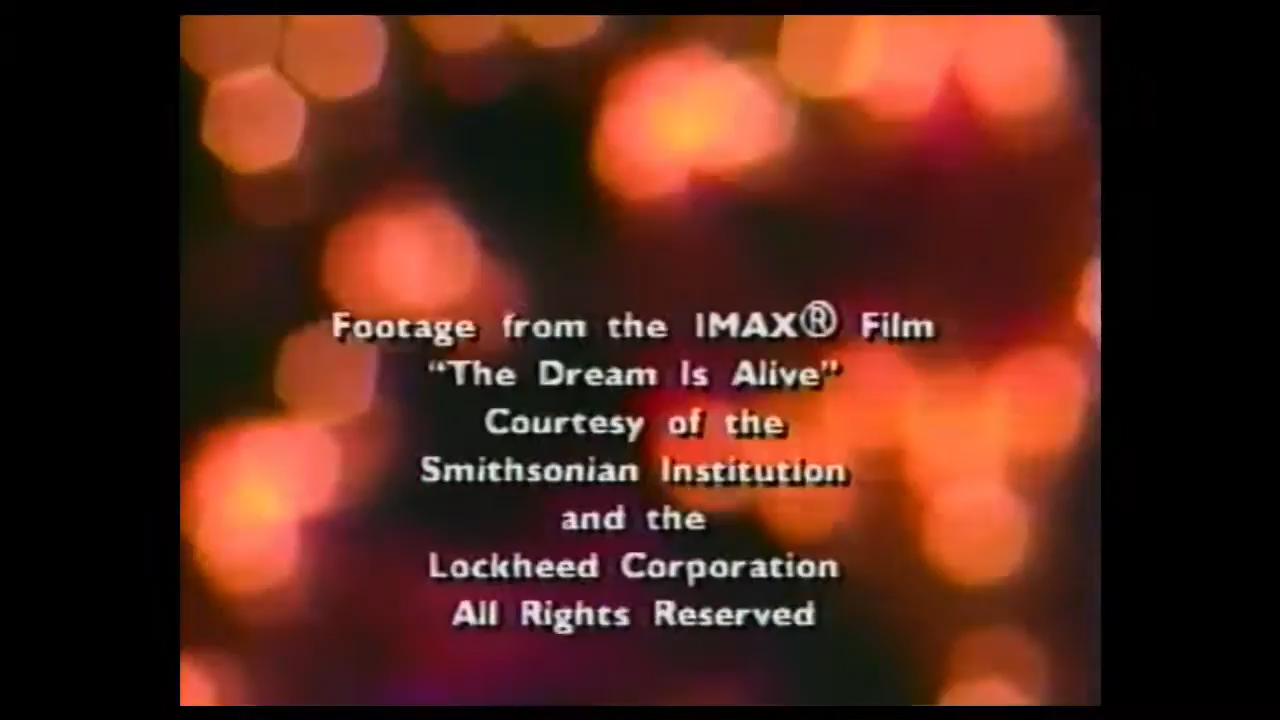 Footage from the IMAX® Film
“The Dream Is Alive”
Courtesy of the
Smithsonian Institution
and the
Lockheed Corporation
All Rights Reserved